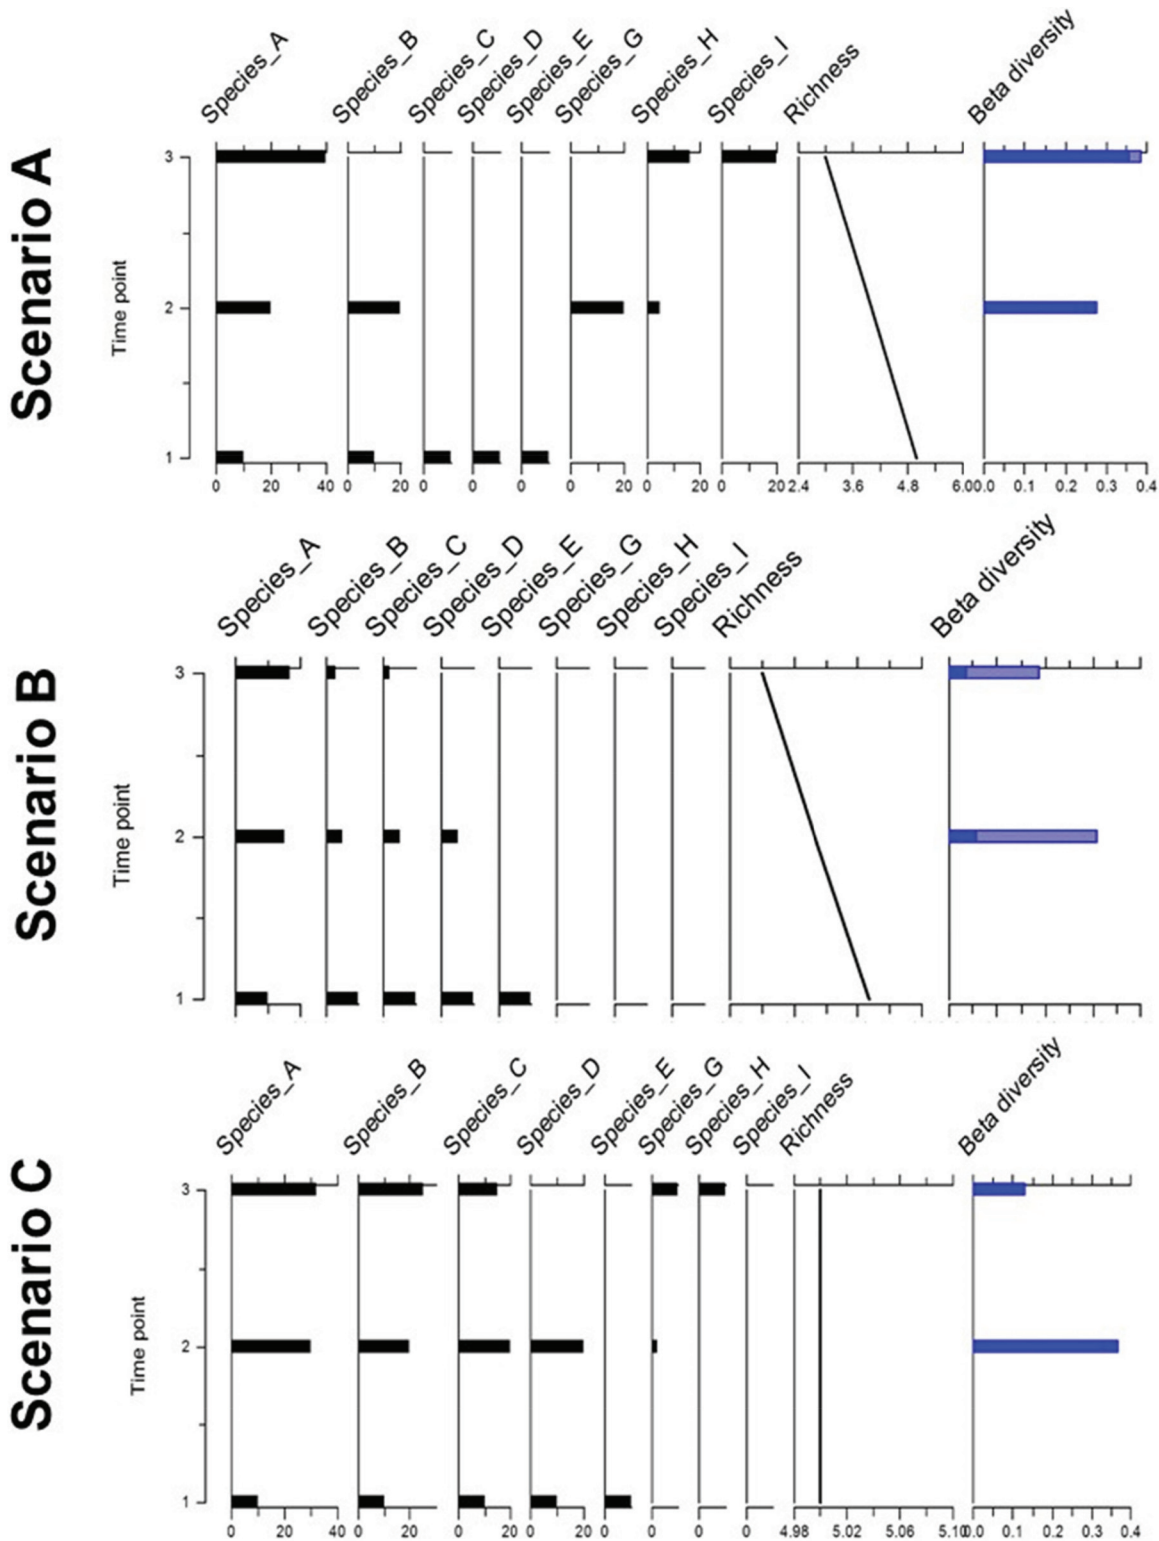 Scenario A
Species_A Species_B Species_C Species_D Species_E Species_G Species_H Species_I Richness Beta diversity
Time point
3
2
1
0 20 40 0 20 0 0 0 0 20 0 20 0 20 2.4 3.6 4.8 6.0 0.0 0.1 0.2 0.3 0.4
Scenario B
Species_A Species_B Species_C Species_D Species_E Species_G Species_H Species_I Richness Beta diversity
Time point
3
2
1
Scenario C
Species_A Species_B Species_C Species_D Species_E Species_G Species_H Species_I Richness Beta diversity
Time point
3
2
1
0 20 40 0 20 0 20 0 20 0 0 0 0 4.98 5.02 5.06 5.10 0.0 0.1 0.2 0.3 0.4